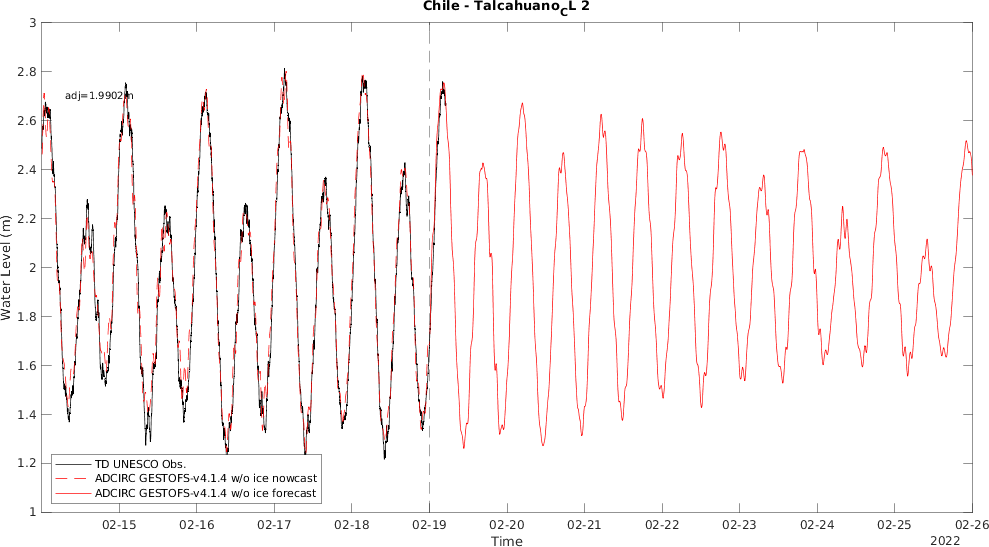 Chile - Talcahuano_CL 2
3
2.8
2.6
2.4
2.2
2
1.8
1.6
1.4
1.2
1
Water Level (m)
adj=1.9902m
TD UNESCO Obs.
ADCIRC GESTOFS-v4.1.4 w/o ice nowcast
ADCIRC GESTOFS-v4.1.4 w/o ice forecast
02-15 02-16 02-17 02-18 02-19 02-20 02-21 02-22 02-23 02-24 02-25 02-26
Time
2022